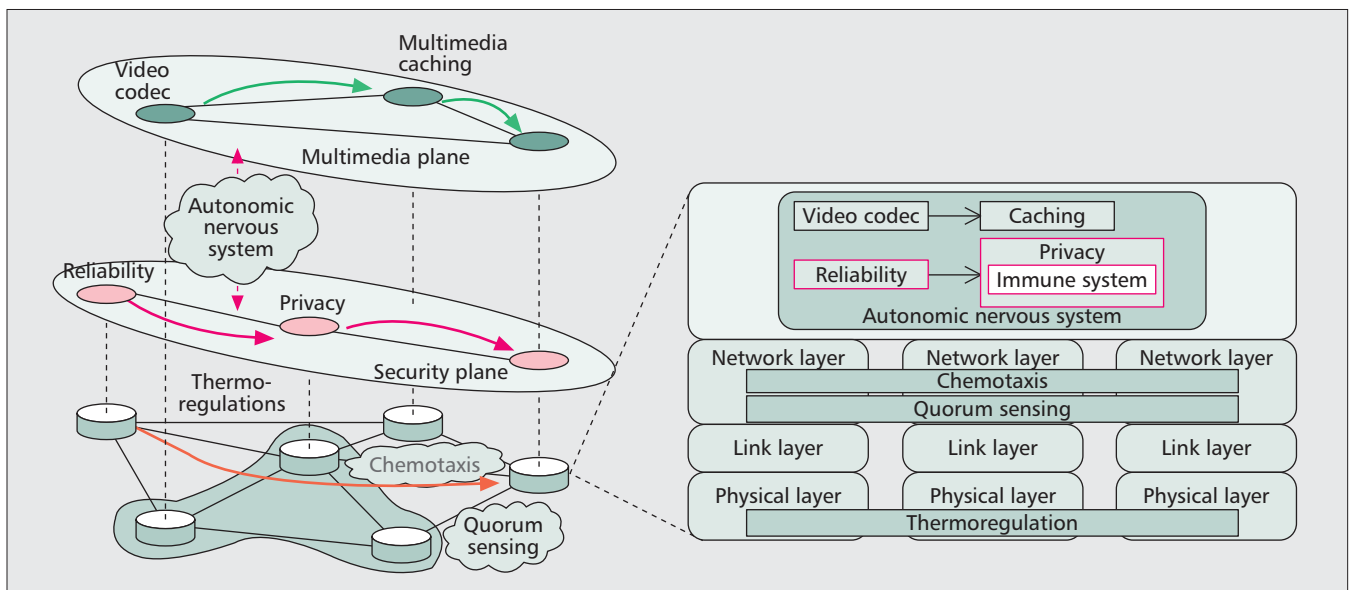 Multimedia
caching
Video
codec
Multimedia plane
Autonomic
nervous
system
Reliability
Privacy
Security plane
Thermo-
regulations
Chemotaxis
Quorum
sensing
Video codec
Caching
Privacy
Reliability
Immune system
Autonomic nervous system
Network layer
Network layer
Network layer
Chemotaxis
Quorum sensing
Link layer
Link layer
Link layer
Physical layer
Physical layer
Physical layer
Thermoregulation